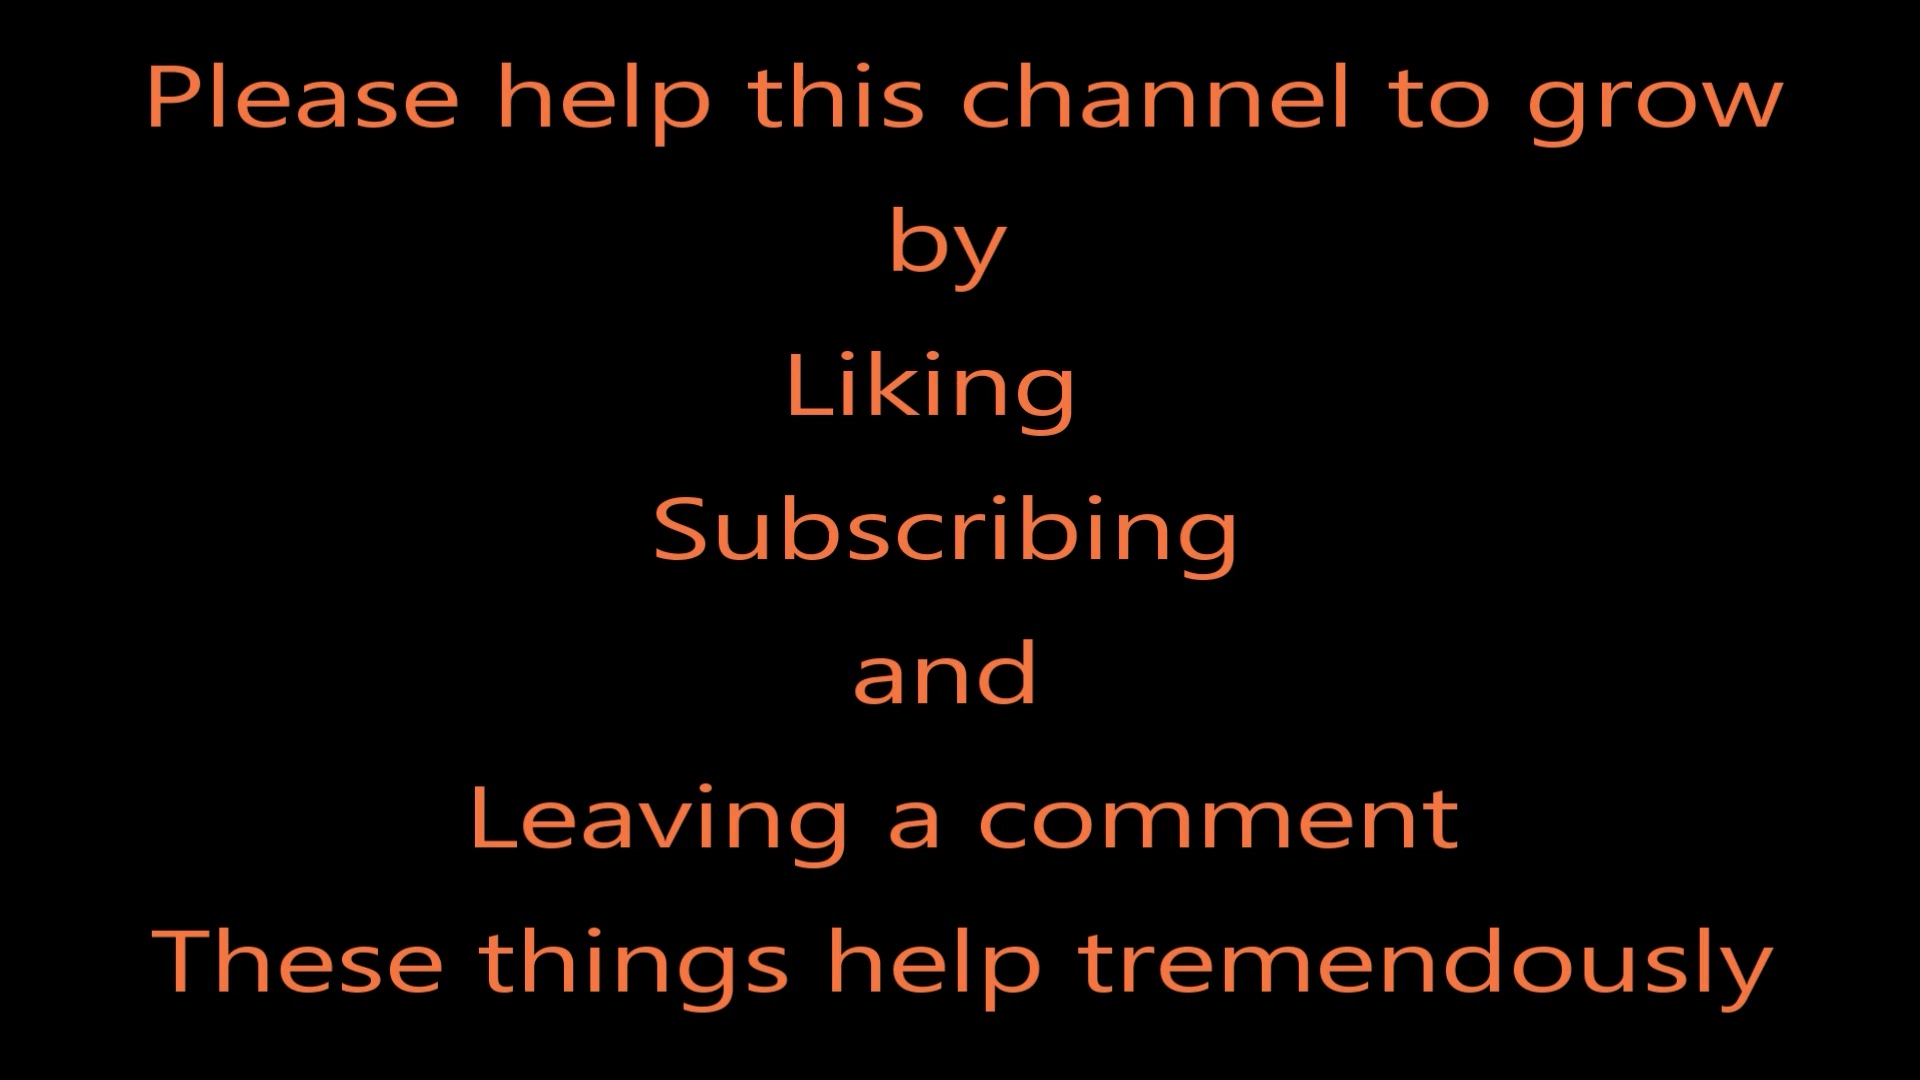 Please help this channel to grow
by
Liking
Subscribing
and
Leaving a comment
These things help tremendously